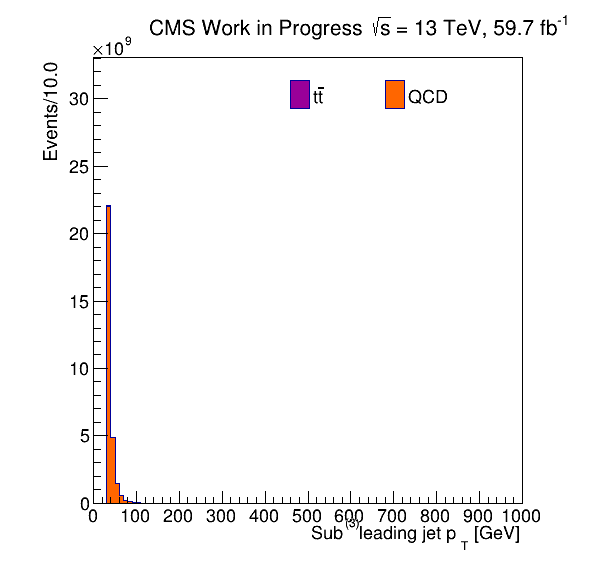 CMS Work in Progress √s = 13 TeV, 59.7 fb⁻¹
×10⁹
Events/10.0
30
25
20
15
10
5
0
tt̄
QCD
0 100 200 300 400 500 600 700 800 900 1000
Sub⁽³⁾leading jet p_T [GeV]